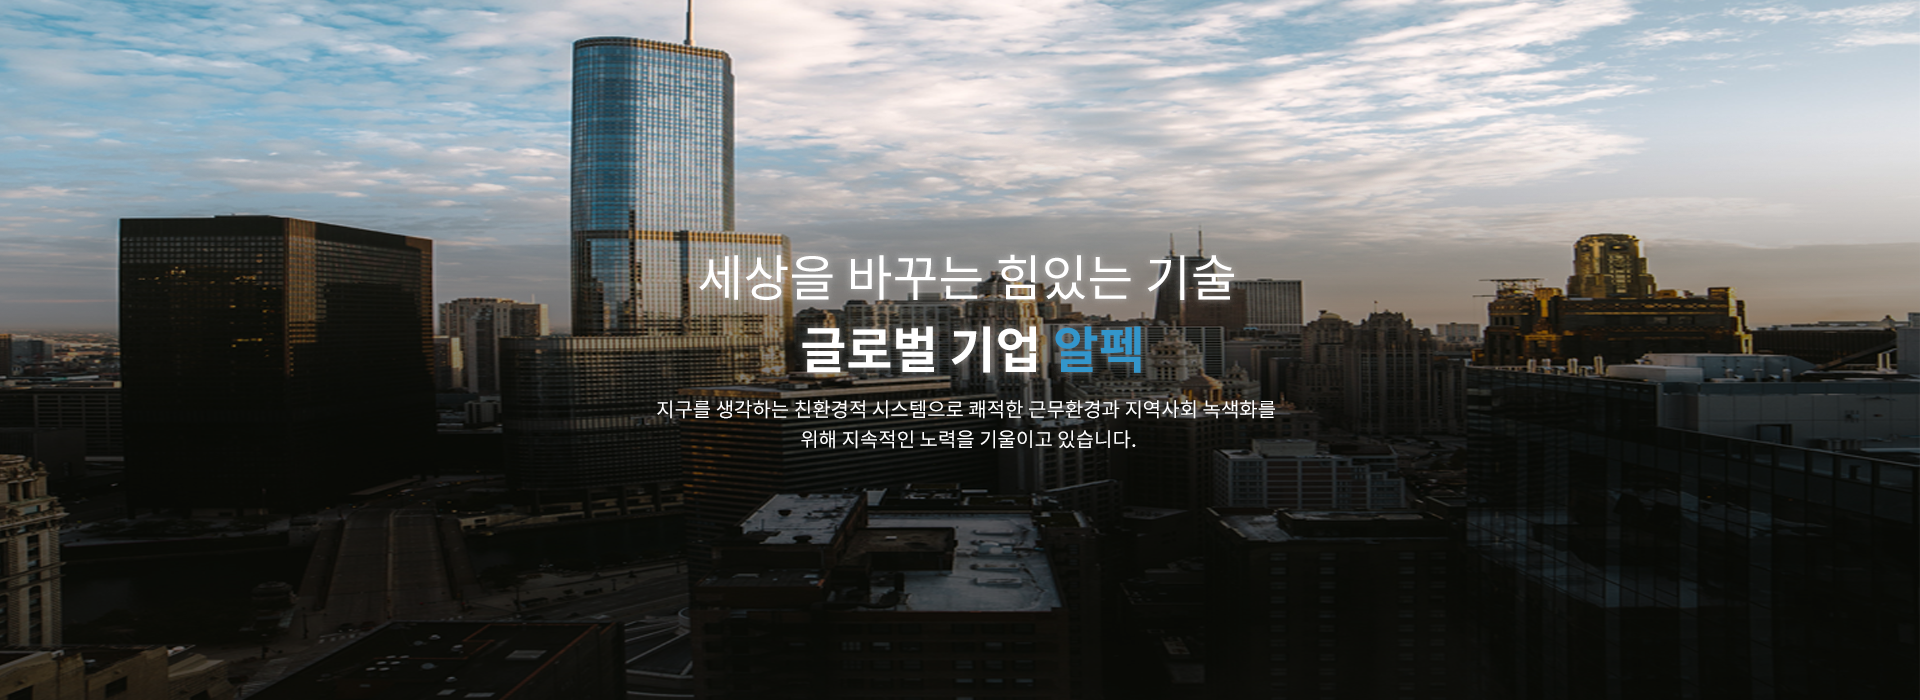 세상을 바꾸는 힘있는 기술
글로벌 기업 알펙
지구를 생각하는 친환경적 시스템으로 쾌적한 근무환경과 지역사회 녹색화를
위해 지속적인 노력을 기울이고 있습니다.